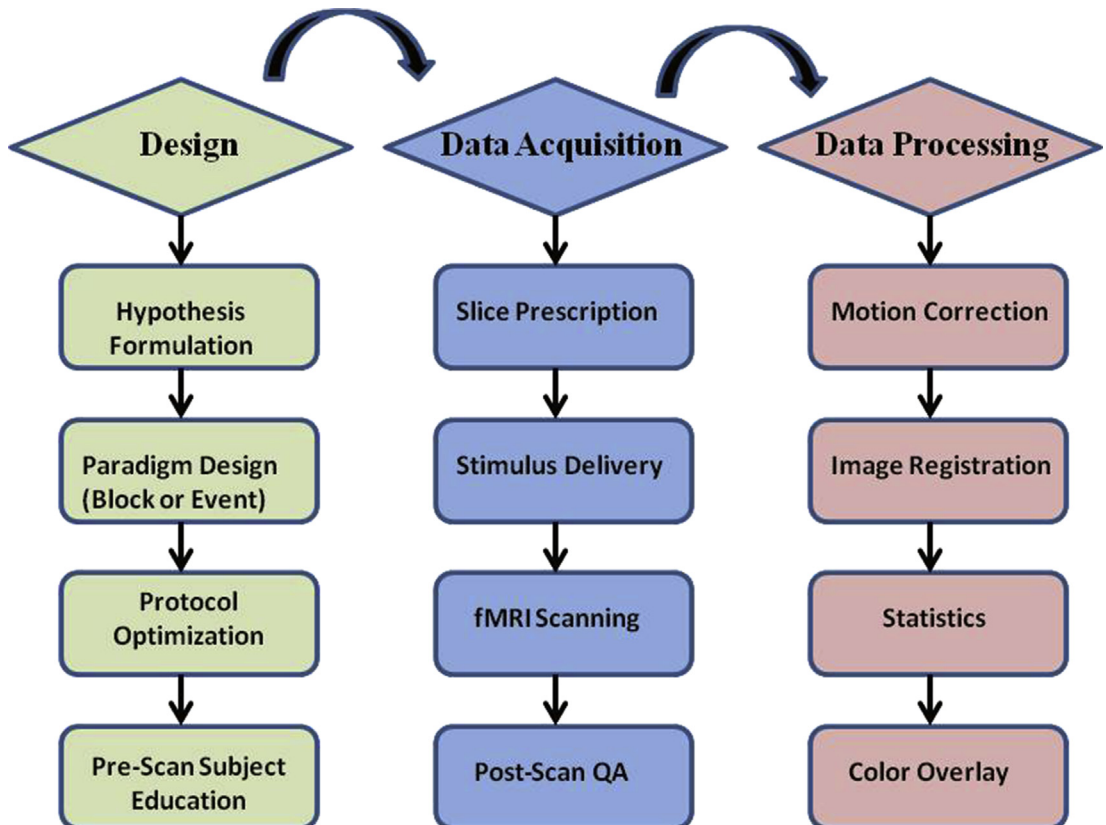 Design
Hypothesis
Formulation
Paradigm Design
(Block or Event)
Protocol
Optimization
Pre-Scan Subject
Education
Data Acquisition
Slice Prescription
Stimulus Delivery
fMRI Scanning
Post-Scan QA
Data Processing
Motion Correction
Image Registration
Statistics
Color Overlay